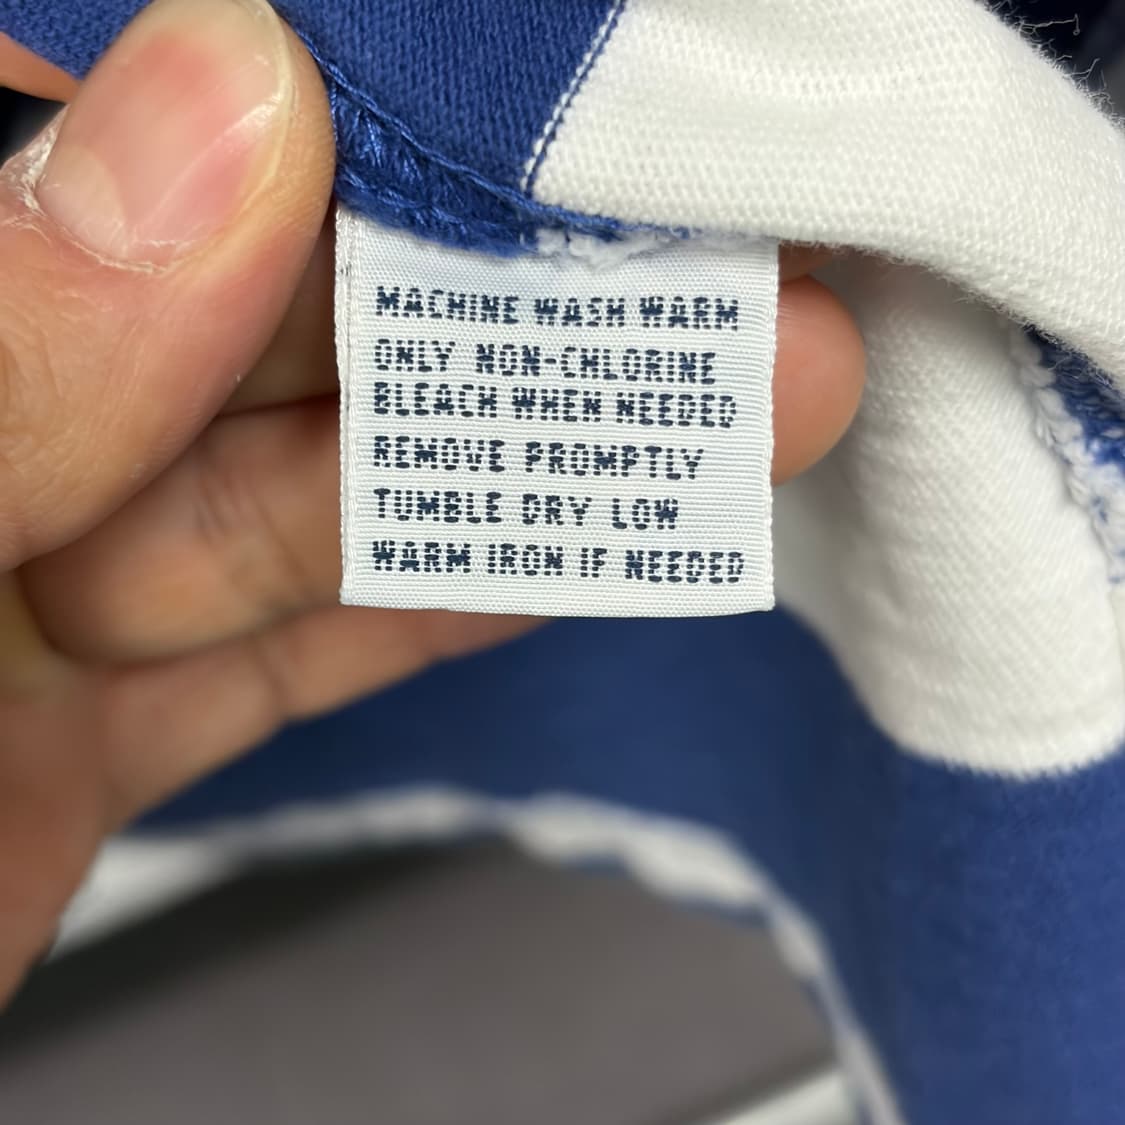 MACHINE WASH WARM
ONLY NON-CHLORINE
BLEACH WHEN NEEDED
REMOVE PROMPTLY
TUMBLE DRY LOW
WARM IRON IF NEEDED